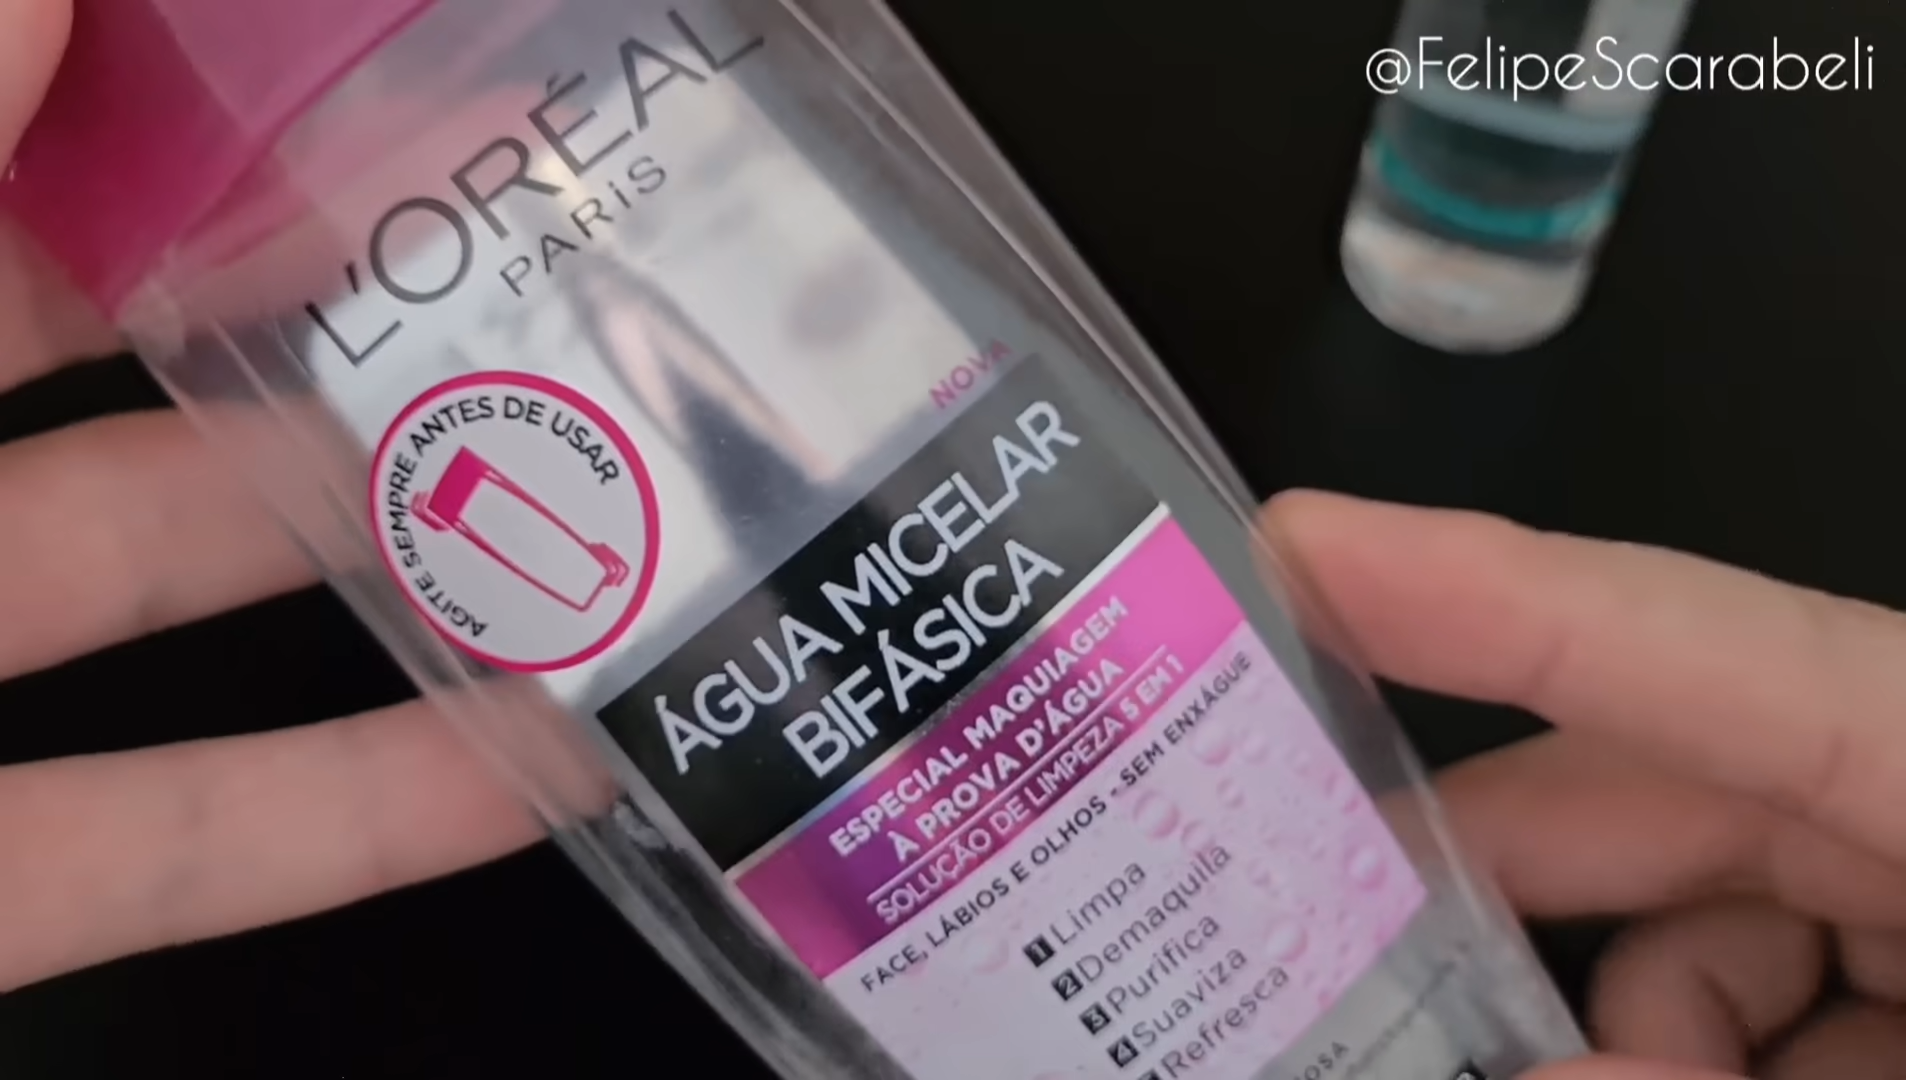 @FelipeScarabeli
L'ORÉAL
PARIS
AGITE SEMPRE ANTES DE USAR
NOVA
ÁGUA MICELAR
BIFÁSICA
ESPECIAL MAQUIAGEM
À PROVA D'ÁGUA
SOLUÇÃO DE LIMPEZA 5 EM 1
FACE, LÁBIOS E OLHOS - SEM ENXÁGUE
1 Limpa
2 Demaquila
3 Purifica
4 Suaviza
Refresca